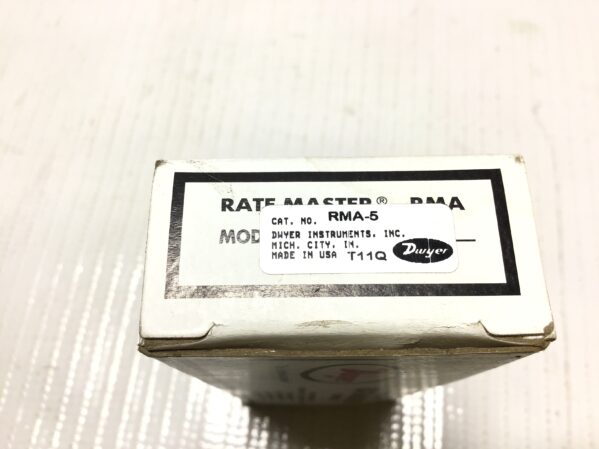 RATE MASTER® RMA
MOD
CAT. NO. RMA-5
DWYER INSTRUMENTS, INC.
MICH. CITY, IN.
MADE IN USA T11Q
Dwyer